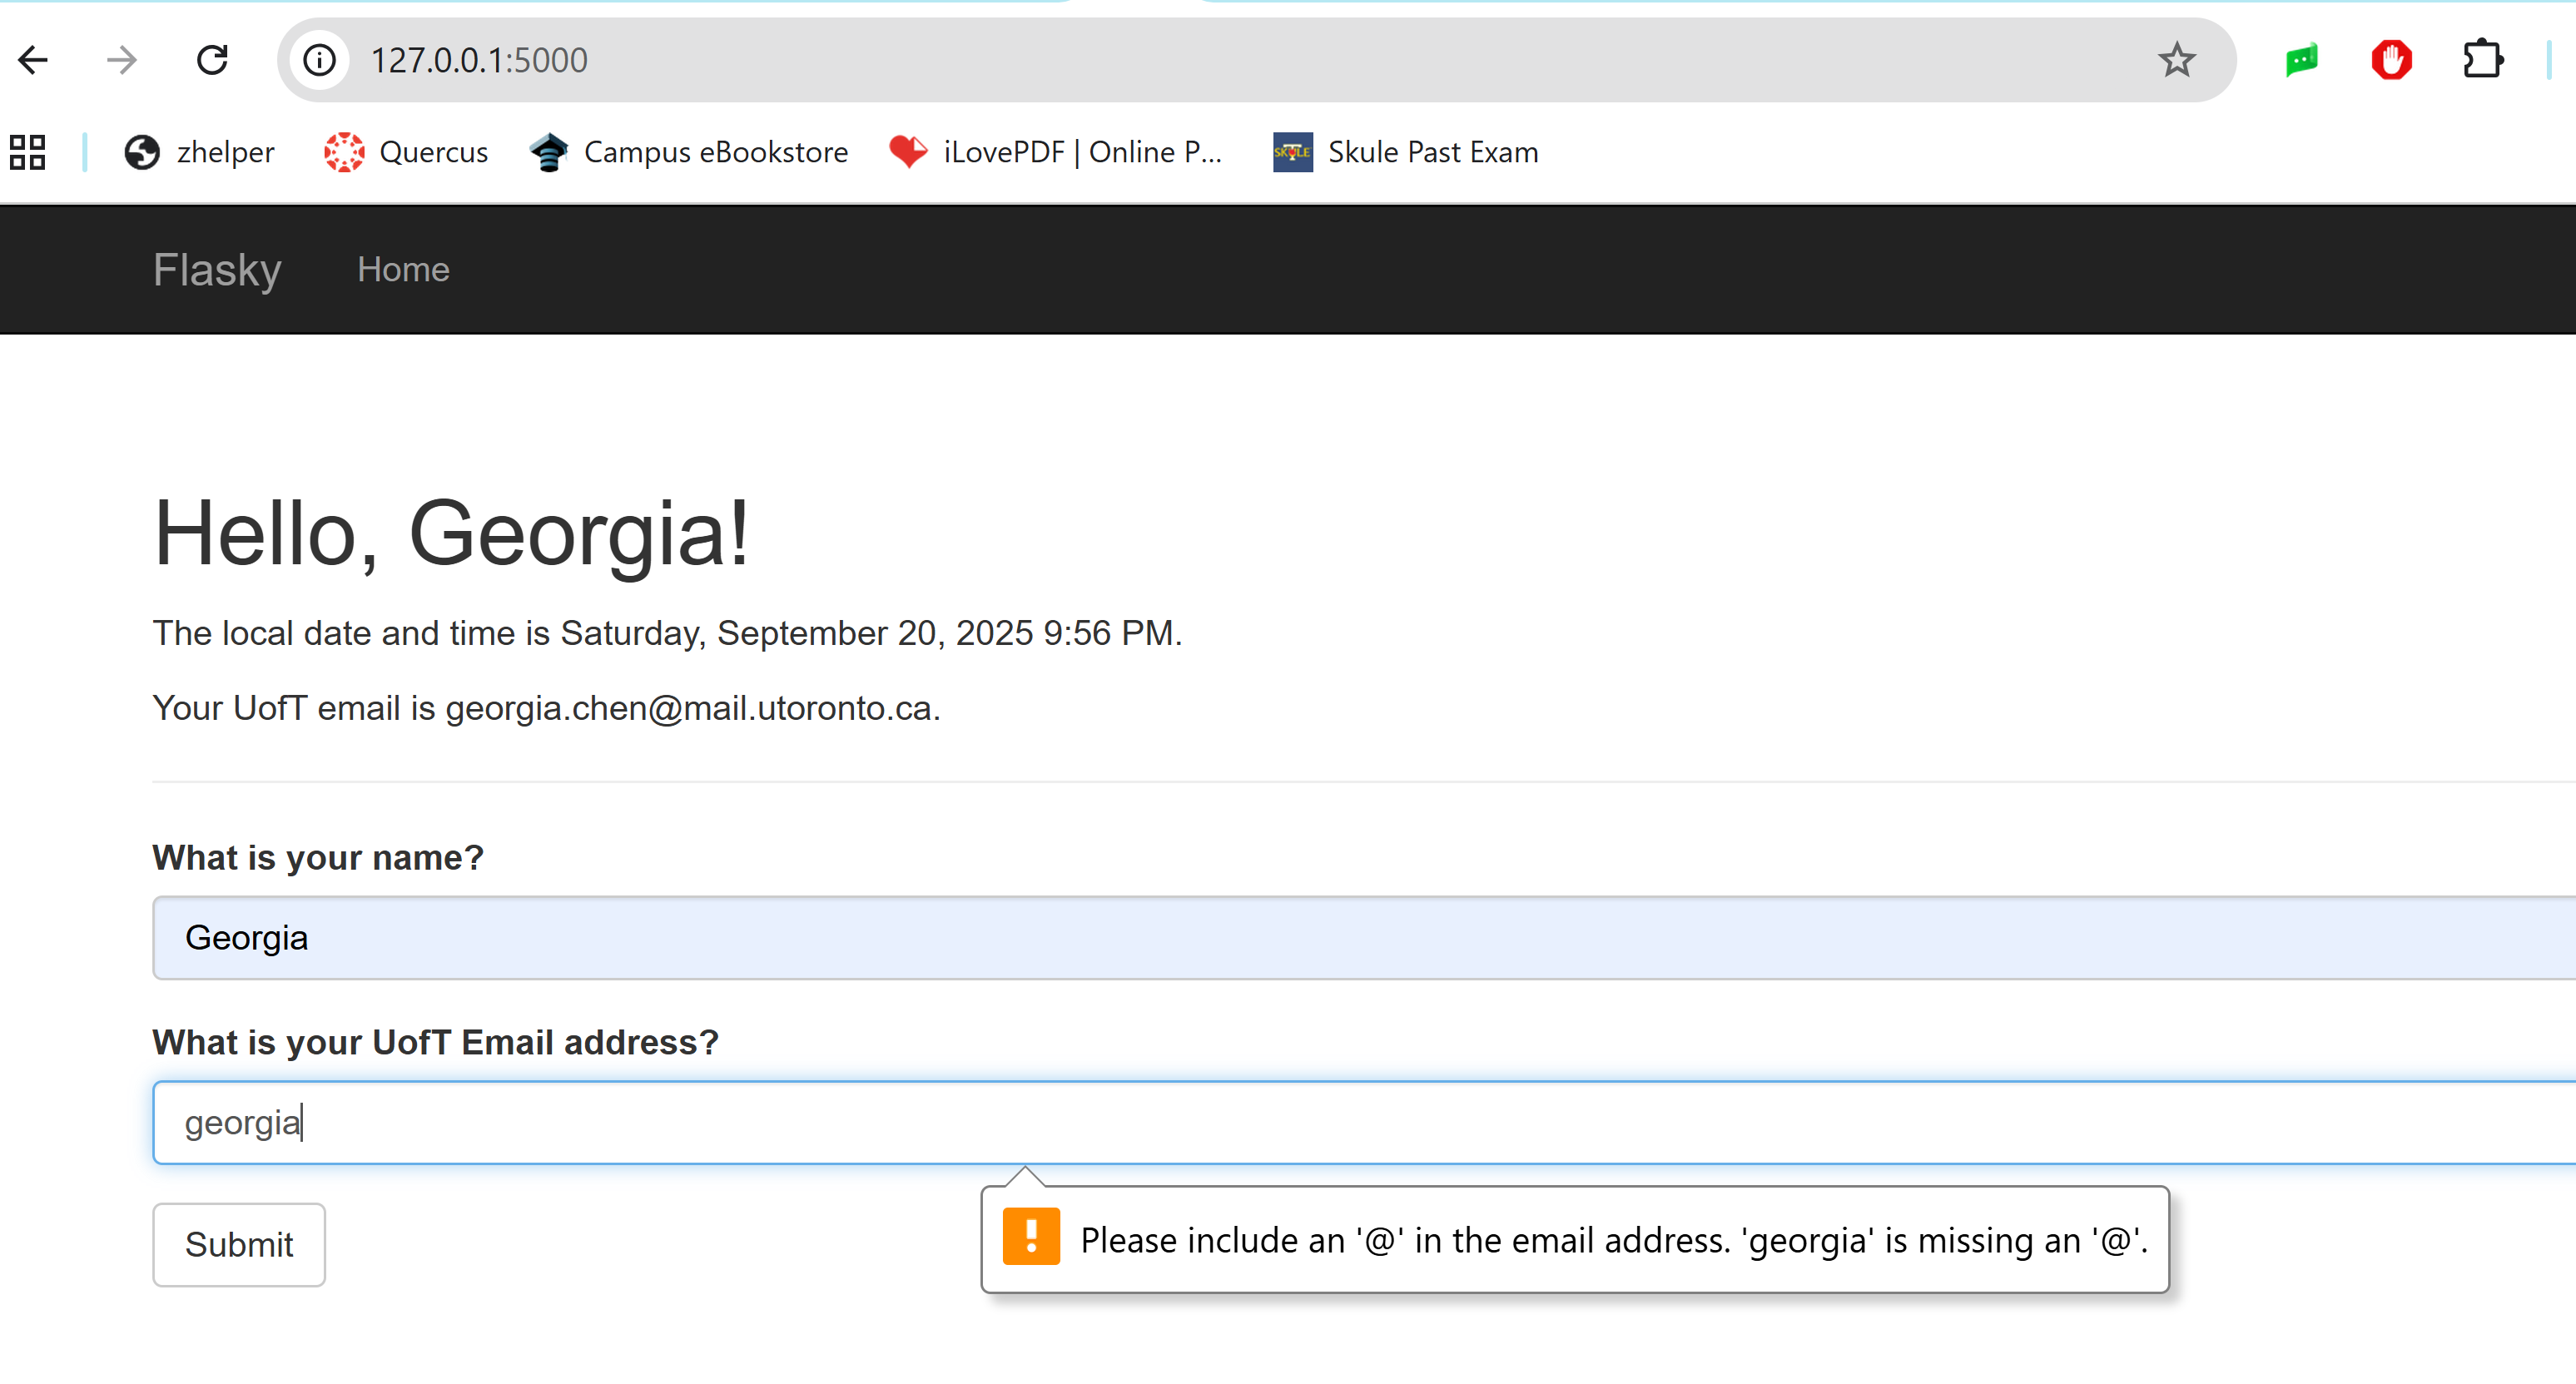 127.0.0.1:5000
zhelper Quercus Campus eBookstore iLovePDF | Online P... SKULE Skule Past Exam
Flasky Home
Hello, Georgia!
The local date and time is Saturday, September 20, 2025 9:56 PM.
Your UofT email is georgia.chen@mail.utoronto.ca.
What is your name?
Georgia
What is your UofT Email address?
georgia
Submit
Please include an '@' in the email address. 'georgia' is missing an '@'.